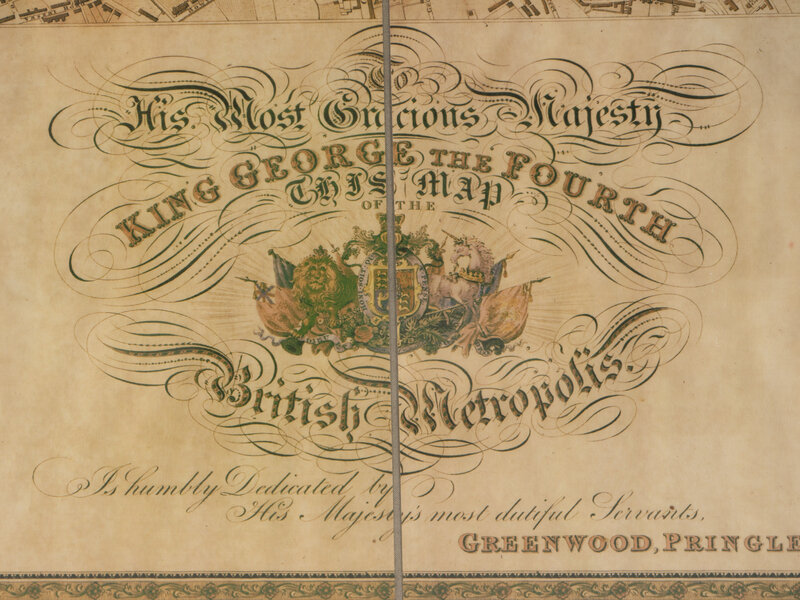 To
His Most Gracious Majesty
KING GEORGE THE FOURTH
THIS MAP
OF THE
British Metropolis.
Is humbly Dedicated by
His Majesty's most dutiful Servants,
GREENWOOD, PRINGLE